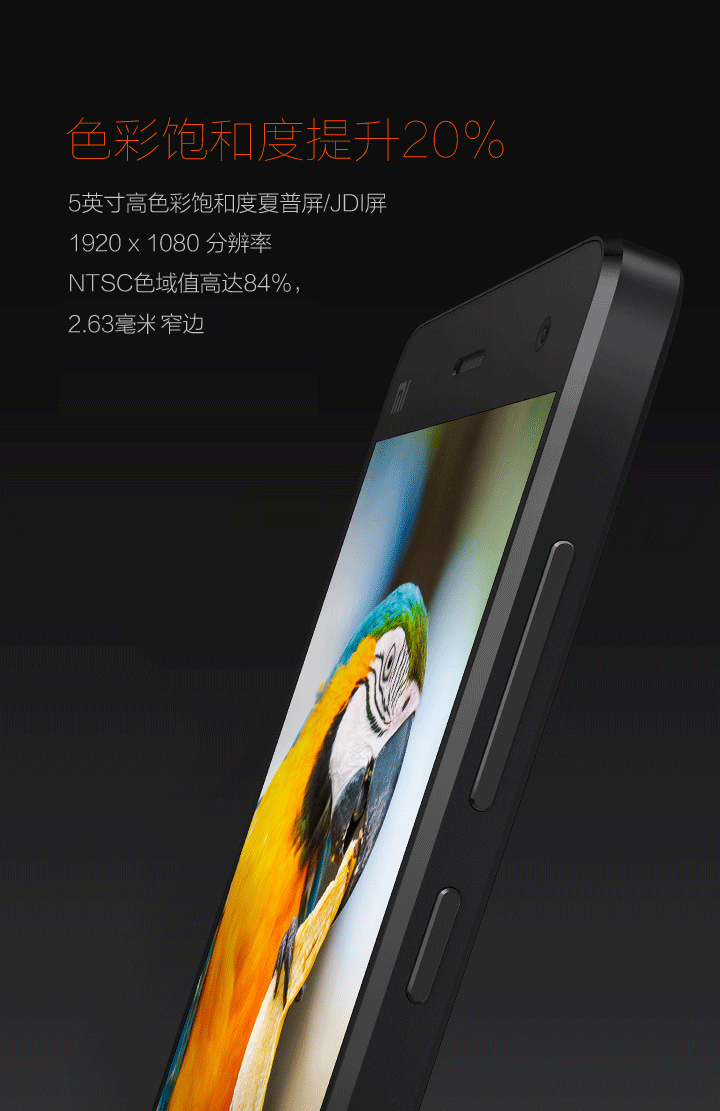 色彩饱和度提升20%
5英寸高色彩饱和度夏普屏/JDI屏
1920 x 1080 分辨率
NTSC色域值高达84%，
2.63毫米 窄边
MI